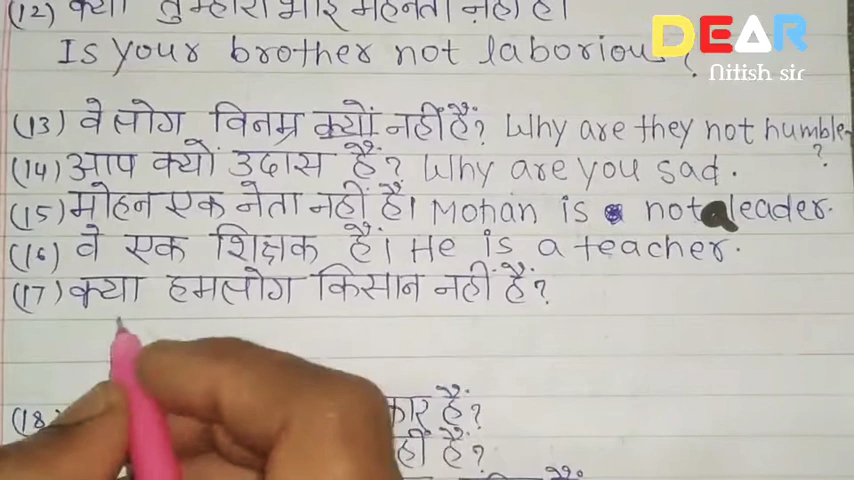 (12) क्या तुम्हारा भाई मेहनती नहीं है।
Is your brother not laborious?
DEAR
Nitish sir
(13) वे लोग विनम्र क्यों नहीं हैं? Why are they not humble
?
(14) आप क्यों उदास हैं? Why are you sad.
(15) मोहन एक नेता नहीं हैं। Mohan is not a leader.
(16) वे एक शिक्षक हैं। He is a teacher.
(17) क्या हमलोग किसान नहीं हैं?
(18) हैं?
हैं?